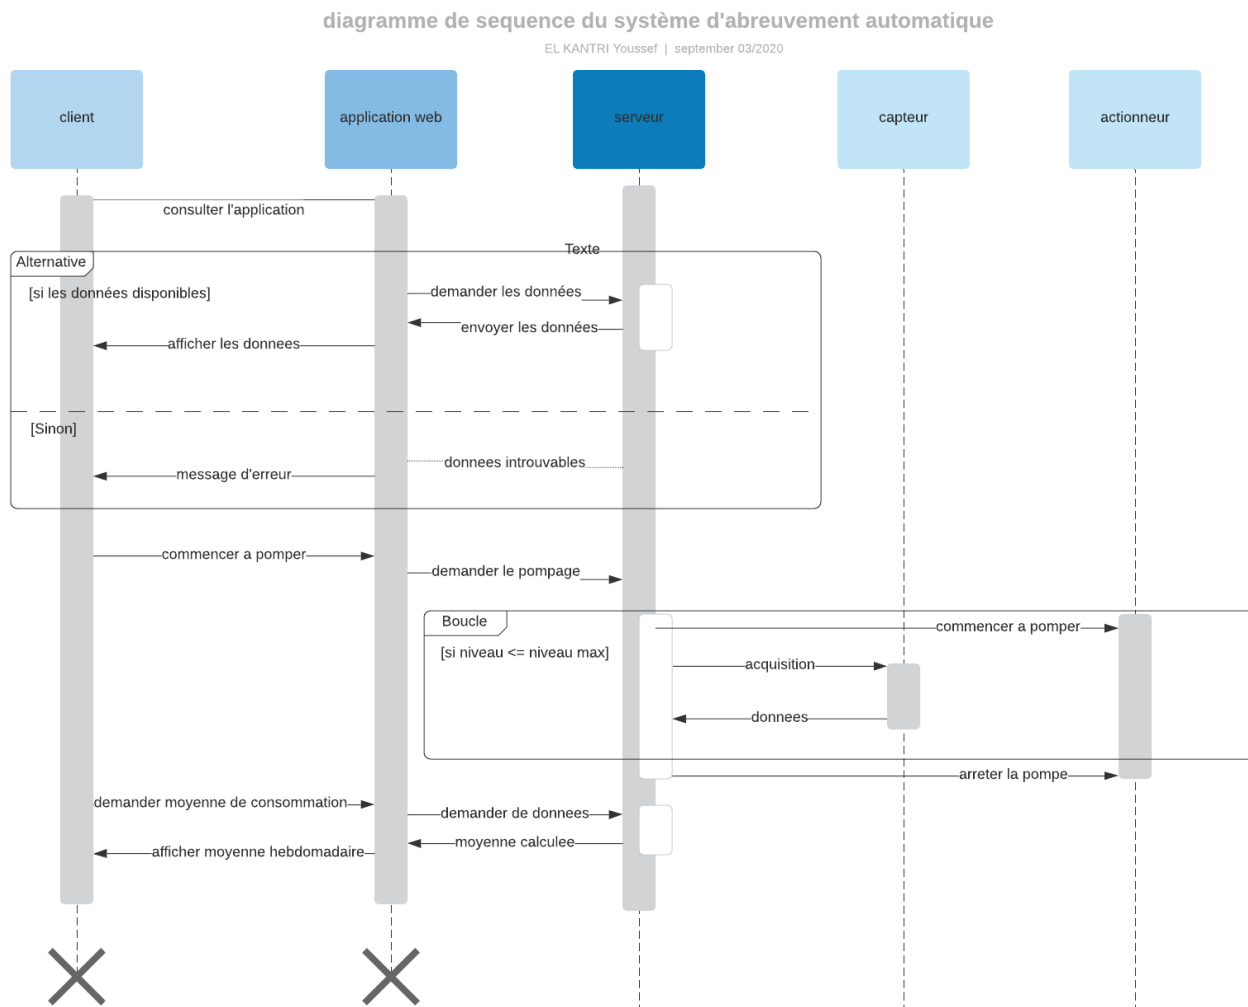 diagramme de sequence du système d'abreuvement automatique
EL KANTRI Youssef | september 03/2020
client
application web
serveur
capteur
actionneur
consulter l'application
Texte
Alternative
[si les données disponibles]
demander les données
envoyer les données
afficher les donnees
[Sinon]
donnees introuvables
message d'erreur
commencer a pomper
demander le pompage
Boucle
commencer a pomper
[si niveau <= niveau max]
acquisition
donnees
arreter la pompe
demander moyenne de consommation
demander de donnees
moyenne calculee
afficher moyenne hebdomadaire